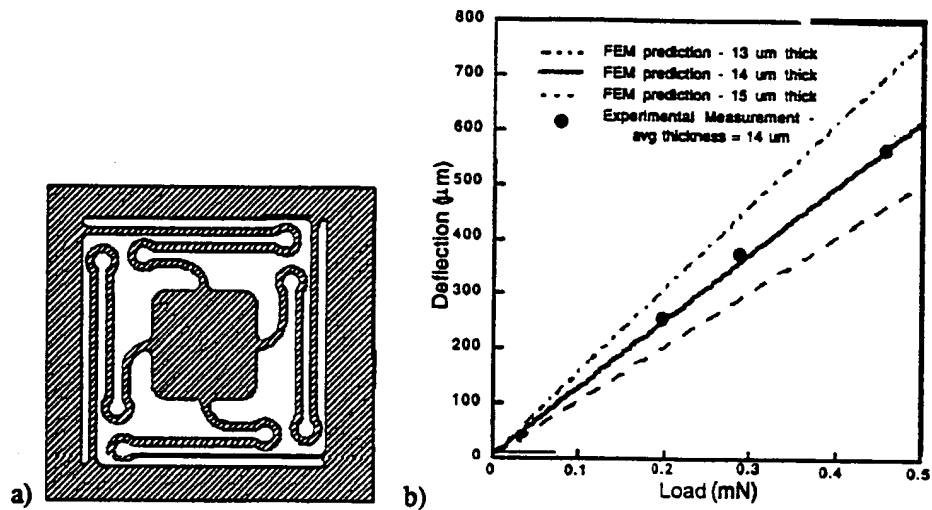 a)
b)
Deflection (μm)
800
700
600
500
400
300
200
100
0
FEM prediction - 13 um thick
FEM prediction - 14 um thick
FEM prediction - 15 um thick
Experimental Measurement -
avg thickness = 14 um
0
0.1
0.2
0.3
0.4
0.5
Load (mN)